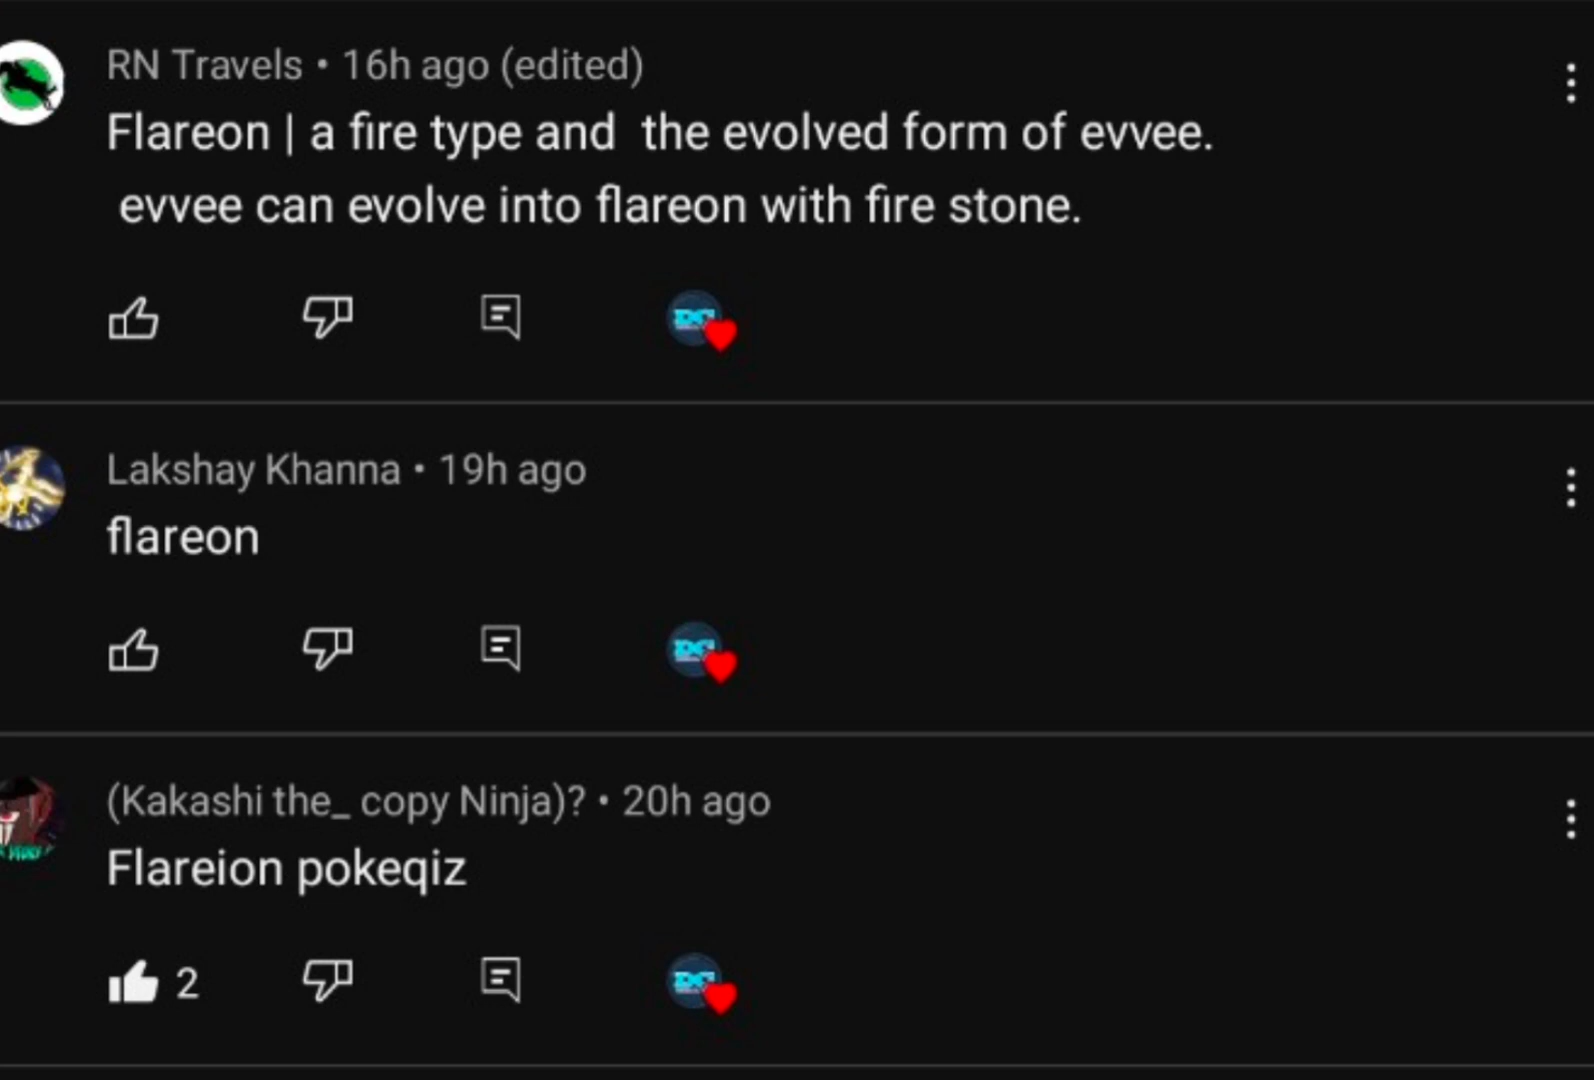 RN Travels • 16h ago (edited)
Flareon | a fire type and  the evolved form of evvee.
evvee can evolve into flareon with fire stone.
Lakshay Khanna • 19h ago
flareon
(Kakashi the_ copy Ninja)? • 20h ago
Flareion pokeqiz
2